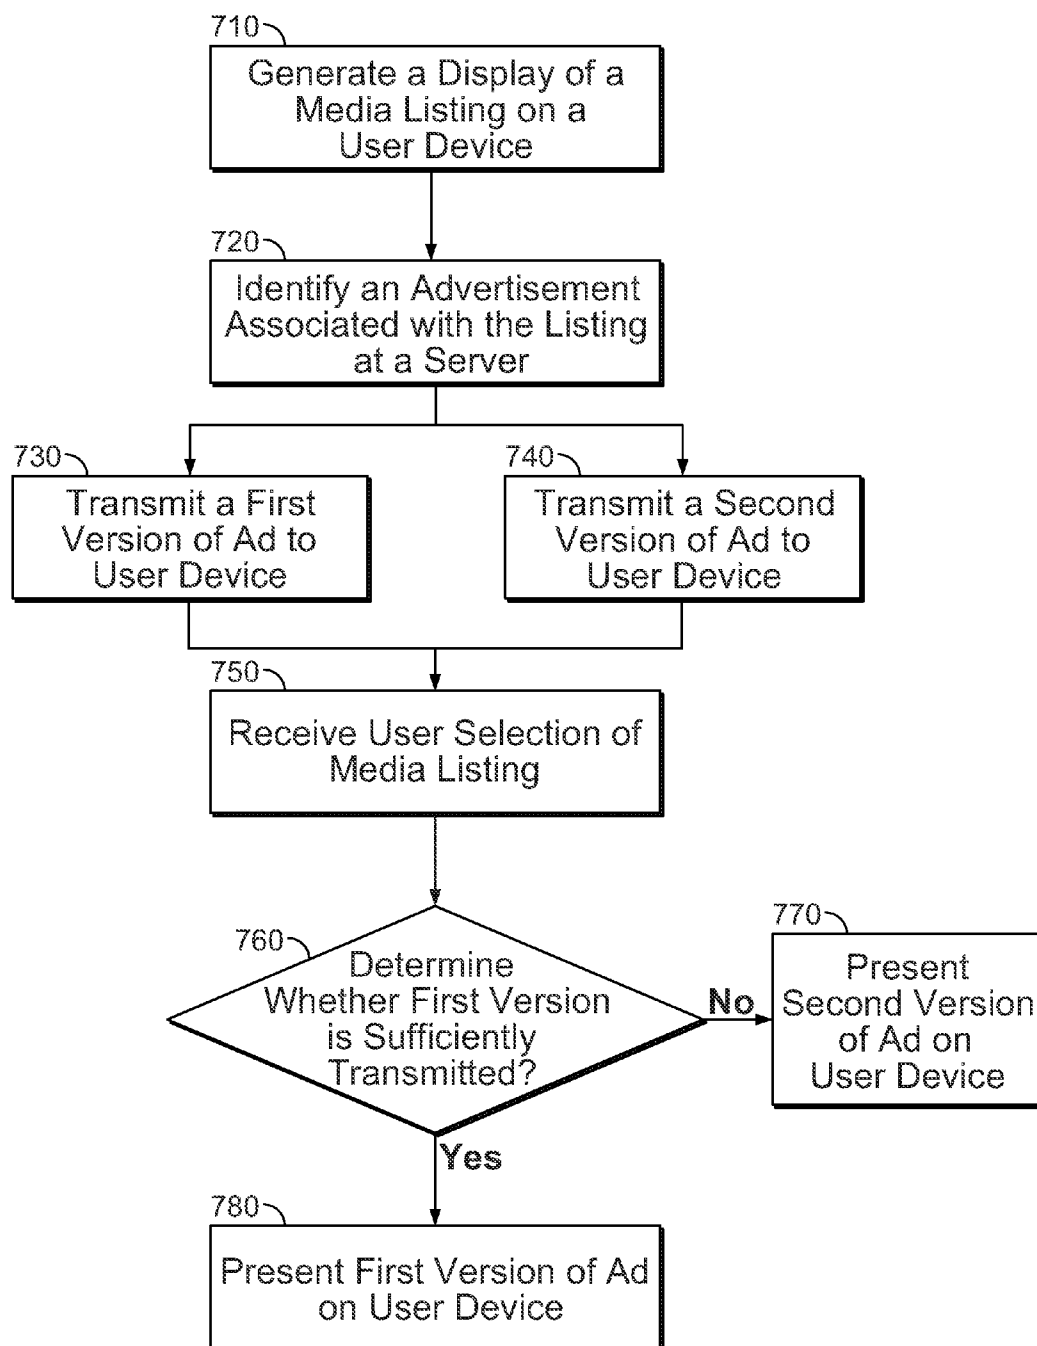 710
Generate a Display of a
Media Listing on a
User Device
720
Identify an Advertisement
Associated with the Listing
at a Server
730
Transmit a First
Version of Ad to
User Device
740
Transmit a Second
Version of Ad to
User Device
750
Receive User Selection of
Media Listing
760
Determine
Whether First Version
is Sufficiently
Transmitted?
No
770
Present
Second Version
of Ad on
User Device
Yes
780
Present First Version of Ad
on User Device